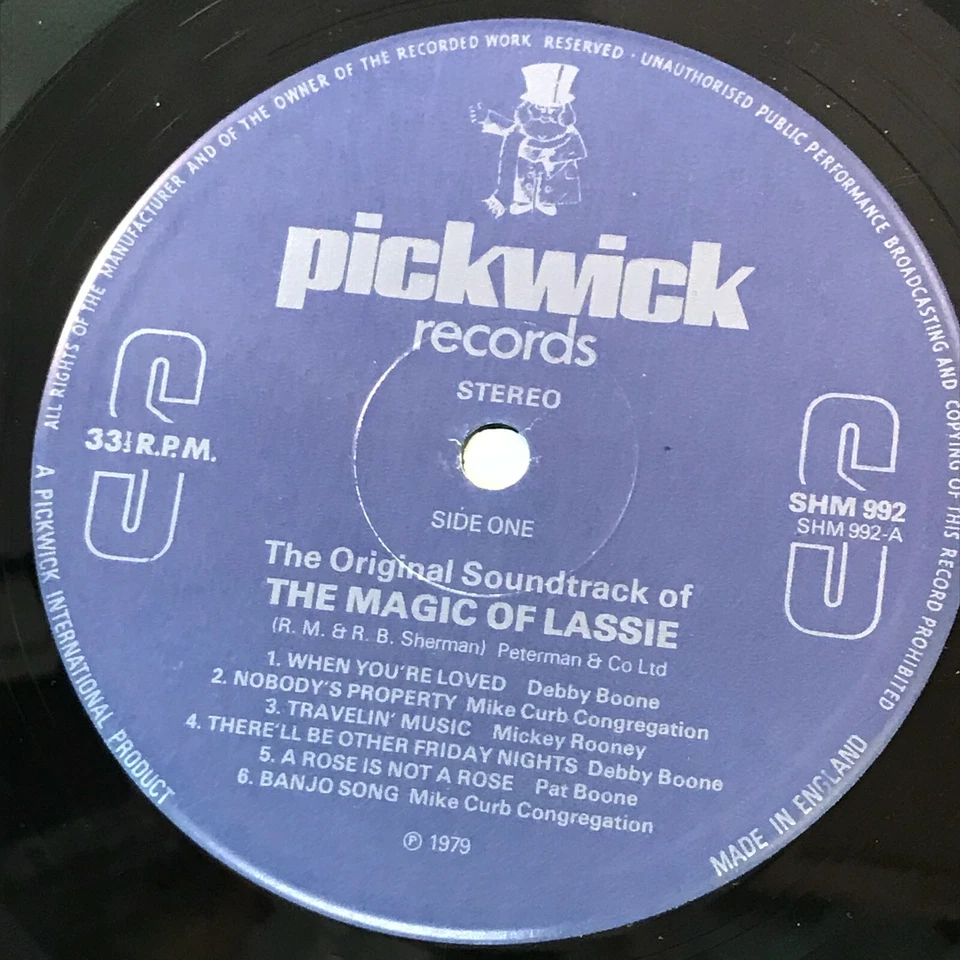 ALL RIGHTS OF THE MANUFACTURER AND OF THE OWNER OF THE RECORDED WORK RESERVED · UNAUTHORISED PUBLIC PERFORMANCE BROADCASTING AND COPYING OF THIS RECORD PROHIBITED
pickwick
records
STEREO
33⅓ R.P.M.
SHM 992
SHM 992-A
SIDE ONE
The Original Soundtrack of
THE MAGIC OF LASSIE
(R. M. & R. B. Sherman) Peterman & Co Ltd
1. WHEN YOU'RE LOVED Debby Boone
2. NOBODY'S PROPERTY Mike Curb Congregation
3. TRAVELIN' MUSIC Mickey Rooney
4. THERE'LL BE OTHER FRIDAY NIGHTS Debby Boone
5. A ROSE IS NOT A ROSE Pat Boone
6. BANJO SONG Mike Curb Congregation
℗ 1979
A PICKWICK INTERNATIONAL PRODUCT
MADE IN ENGLAND